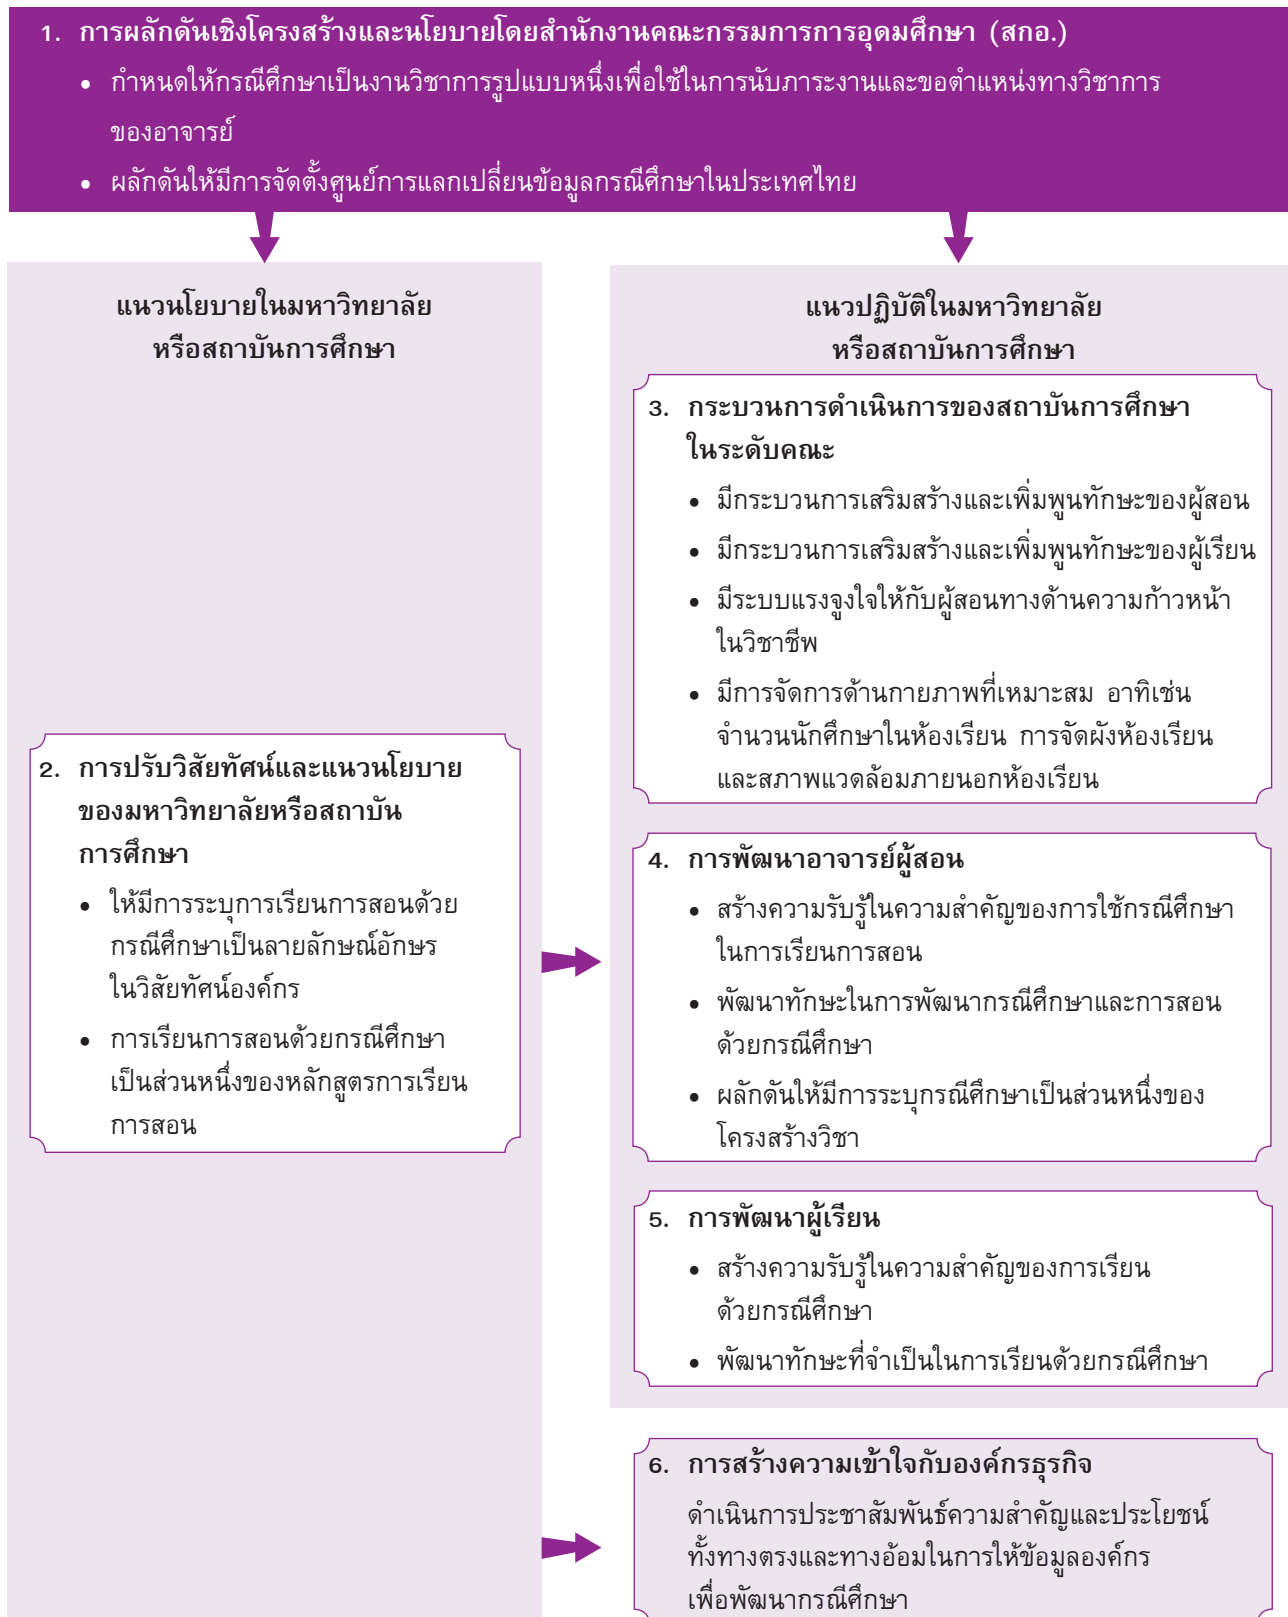 1. การผลักดันเชิงโครงสร้างและนโยบายโดยสำนักงานคณะกรรมการการอุดมศึกษา (สกอ.)
• กำหนดให้กรณีศึกษาเป็นงานวิชาการรูปแบบหนึ่งเพื่อใช้ในการนับภาระงานและขอตำแหน่งทางวิชาการ
ของอาจารย์
• ผลักดันให้มีการจัดตั้งศูนย์การแลกเปลี่ยนข้อมูลกรณีศึกษาในประเทศไทย
แนวนโยบายในมหาวิทยาลัย
หรือสถาบันการศึกษา
2. การปรับวิสัยทัศน์และแนวนโยบาย
ของมหาวิทยาลัยหรือสถาบัน
การศึกษา
• ให้มีการระบุการเรียนการสอนด้วย
กรณีศึกษาเป็นลายลักษณ์อักษร
ในวิสัยทัศน์องค์กร
• การเรียนการสอนด้วยกรณีศึกษา
เป็นส่วนหนึ่งของหลักสูตรการเรียน
การสอน
แนวปฏิบัติในมหาวิทยาลัย
หรือสถาบันการศึกษา
3. กระบวนการดำเนินการของสถาบันการศึกษา
ในระดับคณะ
• มีกระบวนการเสริมสร้างและเพิ่มพูนทักษะของผู้สอน
• มีกระบวนการเสริมสร้างและเพิ่มพูนทักษะของผู้เรียน
• มีระบบแรงจูงใจให้กับผู้สอนทางด้านความก้าวหน้า
ในวิชาชีพ
• มีการจัดการด้านกายภาพที่เหมาะสม อาทิเช่น
จำนวนนักศึกษาในห้องเรียน การจัดผังห้องเรียน
และสภาพแวดล้อมภายนอกห้องเรียน
4. การพัฒนาอาจารย์ผู้สอน
• สร้างความรับรู้ในความสำคัญของการใช้กรณีศึกษา
ในการเรียนการสอน
• พัฒนาทักษะในการพัฒนากรณีศึกษาและการสอน
ด้วยกรณีศึกษา
• ผลักดันให้มีการระบุกรณีศึกษาเป็นส่วนหนึ่งของ
โครงสร้างวิชา
5. การพัฒนาผู้เรียน
• สร้างความรับรู้ในความสำคัญของการเรียน
ด้วยกรณีศึกษา
• พัฒนาทักษะที่จำเป็นในการเรียนด้วยกรณีศึกษา
6. การสร้างความเข้าใจกับองค์กรธุรกิจ
ดำเนินการประชาสัมพันธ์ความสำคัญและประโยชน์
ทั้งทางตรงและทางอ้อมในการให้ข้อมูลองค์กร
เพื่อพัฒนากรณีศึกษา